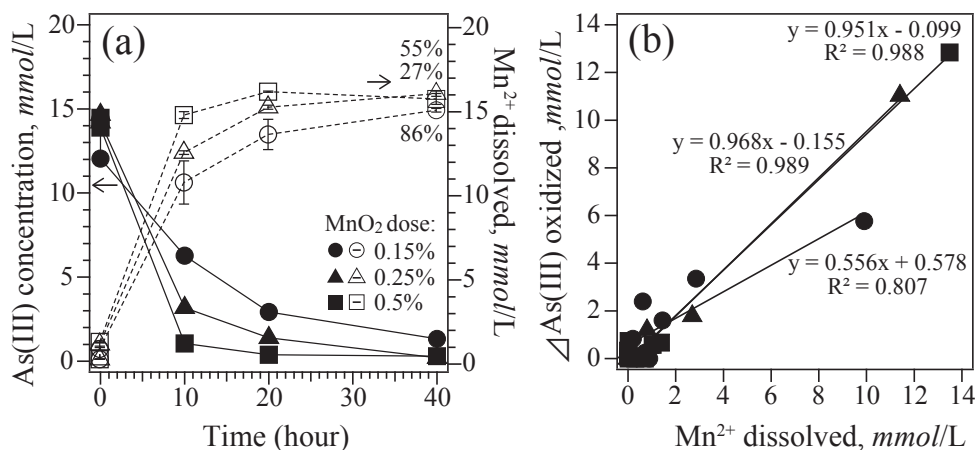 (a)
As(III) concentration, mmol/L
20
15
10
5
0
0 10 20 30 40
Time (hour)
20
15
10
5
0
Mn²⁺ dissolved, mmol/L
55%
27%
86%
MnO₂ dose:
0.15%
0.25%
0.5%
(b)
⊿As(III) oxidized ,mmol/L
14
12
10
8
6
4
2
0
0 2 4 6 8 10 12 14
Mn²⁺ dissolved, mmol/L
y = 0.951x - 0.099
R² = 0.988
y = 0.968x - 0.155
R² = 0.989
y = 0.556x + 0.578
R² = 0.807